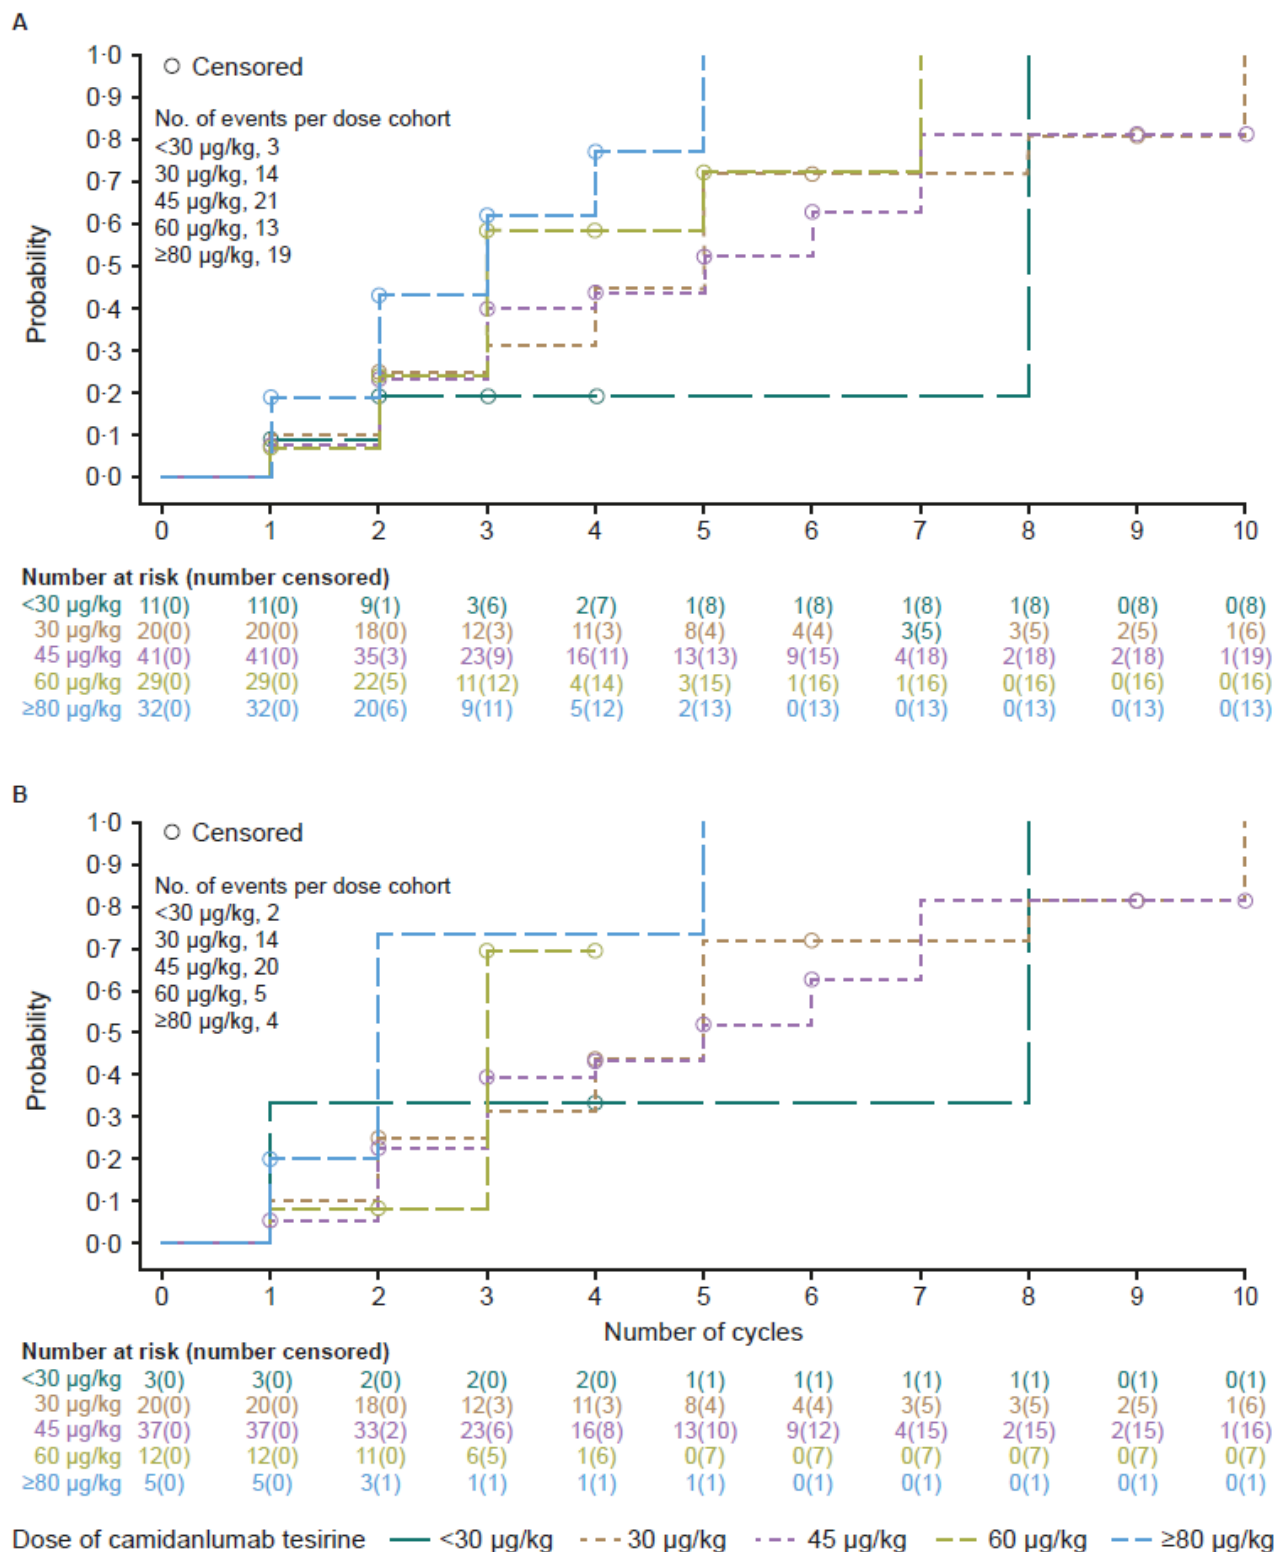 A
1·0
0·9
0·8
0·7
0·6
0·5
0·4
0·3
0·2
0·1
0·0
Probability
Censored
No. of events per dose cohort
<30 µg/kg, 3
30 µg/kg, 14
45 µg/kg, 21
60 µg/kg, 13
≥80 µg/kg, 19
0 1 2 3 4 5 6 7 8 9 10
Number at risk (number censored)
<30 µg/kg 11(0) 11(0) 9(1) 3(6) 2(7) 1(8) 1(8) 1(8) 1(8) 0(8) 0(8)
30 µg/kg 20(0) 20(0) 18(0) 12(3) 11(3) 8(4) 4(4) 3(5) 3(5) 2(5) 1(6)
45 µg/kg 41(0) 41(0) 35(3) 23(9) 16(11) 13(13) 9(15) 4(18) 2(18) 2(18) 1(19)
60 µg/kg 29(0) 29(0) 22(5) 11(12) 4(14) 3(15) 1(16) 1(16) 0(16) 0(16) 0(16)
≥80 µg/kg 32(0) 32(0) 20(6) 9(11) 5(12) 2(13) 0(13) 0(13) 0(13) 0(13) 0(13)
B
1·0
0·9
0·8
0·7
0·6
0·5
0·4
0·3
0·2
0·1
0·0
Probability
Censored
No. of events per dose cohort
<30 µg/kg, 2
30 µg/kg, 14
45 µg/kg, 20
60 µg/kg, 5
≥80 µg/kg, 4
0 1 2 3 4 5 6 7 8 9 10
Number of cycles
Number at risk (number censored)
<30 µg/kg 3(0) 3(0) 2(0) 2(0) 2(0) 1(1) 1(1) 1(1) 1(1) 0(1) 0(1)
30 µg/kg 20(0) 20(0) 18(0) 12(3) 11(3) 8(4) 4(4) 3(5) 3(5) 2(5) 1(6)
45 µg/kg 37(0) 37(0) 33(2) 23(6) 16(8) 13(10) 9(12) 4(15) 2(15) 2(15) 1(16)
60 µg/kg 12(0) 12(0) 11(0) 6(5) 1(6) 0(7) 0(7) 0(7) 0(7) 0(7) 0(7)
≥80 µg/kg 5(0) 5(0) 3(1) 1(1) 1(1) 1(1) 0(1) 0(1) 0(1) 0(1) 0(1)
Dose of camidanlumab tesirine <30 µg/kg 30 µg/kg 45 µg/kg 60 µg/kg ≥80 µg/kg